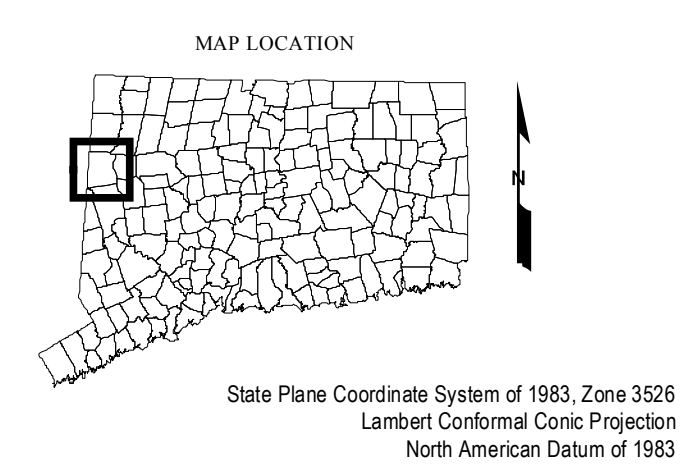 MAP LOCATION
N
State Plane Coordinate System of 1983, Zone 3526
Lambert Conformal Conic Projection
North American Datum of 1983